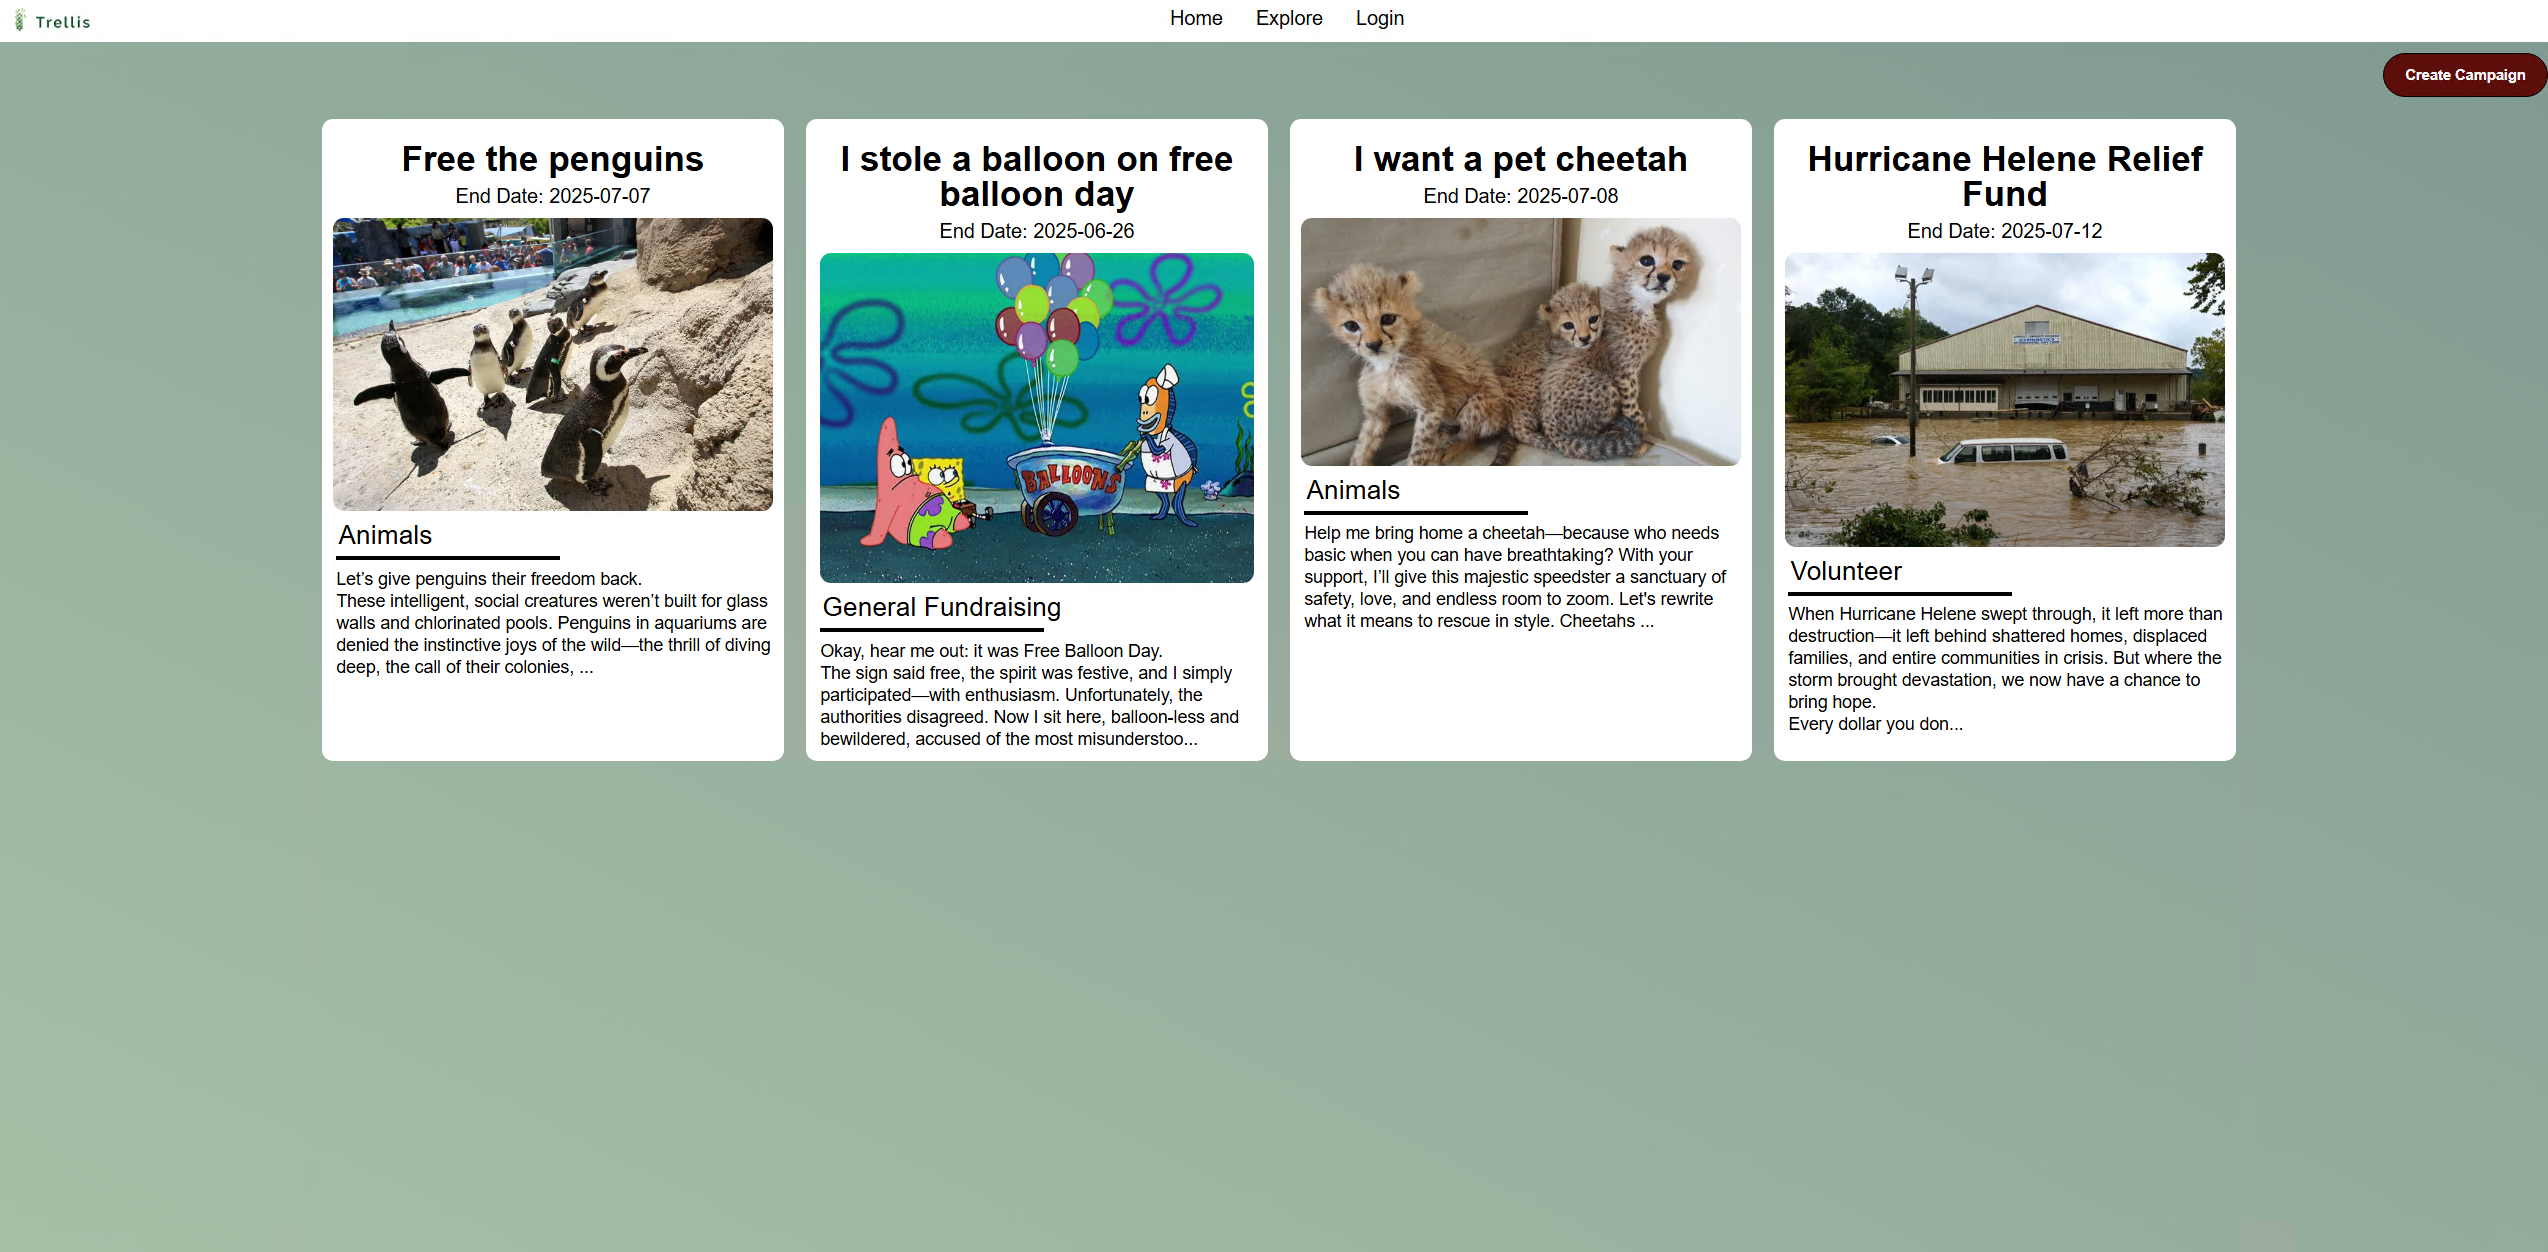 Trellis
Home Explore Login
Create Campaign
Free the penguins
End Date: 2025-07-07
Animals
Let’s give penguins their freedom back.
These intelligent, social creatures weren’t built for glass
walls and chlorinated pools. Penguins in aquariums are
denied the instinctive joys of the wild—the thrill of diving
deep, the call of their colonies, ...
I stole a balloon on free
balloon day
End Date: 2025-06-26
BALLOONS
General Fundraising
Okay, hear me out: it was Free Balloon Day.
The sign said free, the spirit was festive, and I simply
participated—with enthusiasm. Unfortunately, the
authorities disagreed. Now I sit here, balloon-less and
bewildered, accused of the most misunderstoo...
I want a pet cheetah
End Date: 2025-07-08
Animals
Help me bring home a cheetah—because who needs
basic when you can have breathtaking? With your
support, I’ll give this majestic speedster a sanctuary of
safety, love, and endless room to zoom. Let's rewrite
what it means to rescue in style. Cheetahs ...
Hurricane Helene Relief
Fund
End Date: 2025-07-12
Volunteer
When Hurricane Helene swept through, it left more than
destruction—it left behind shattered homes, displaced
families, and entire communities in crisis. But where the
storm brought devastation, we now have a chance to
bring hope.
Every dollar you don...